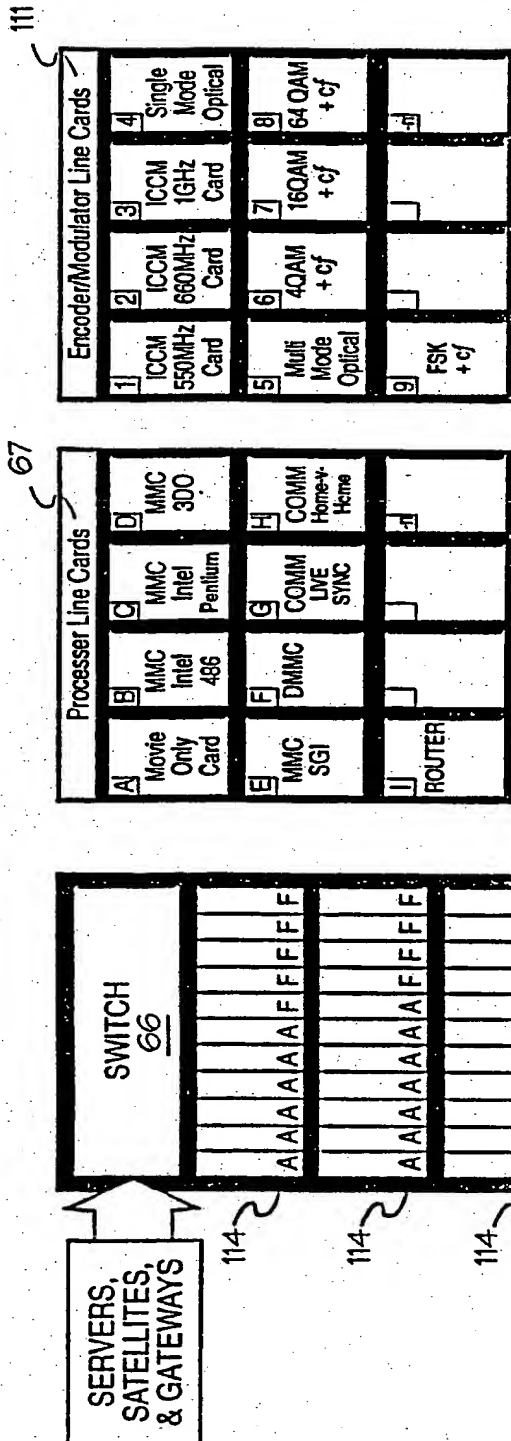 SERVERS,
SATELLITES,
& GATEWAYS
SWITCH
66
114
A A A A A A F F F F F
114
A A A A A A A F F F F
114
67
Processer Line Cards
A
Movie
Only
Card
B
MMC
Intel
486
C
MMC
Intel
Pentium
D
MMC
3DO
E
MMC
SGI
F
DMMC
G
COMM
LIVE
SYNC
H
COMM
Home-v-
Home
I
ROUTER
-n
111
Encoder/Modulator Line Cards
1
ICCM
550MHz
Card
2
ICCM
660MHz
Card
3
ICCM
1GHz
Card
4
Single
Mode
Optical
5
Multi
Mode
Optical
6
4QAM
+ cf
7
16QAM
+ cf
8
64 QAM
+ cf
9
FSK
+ cf
-n